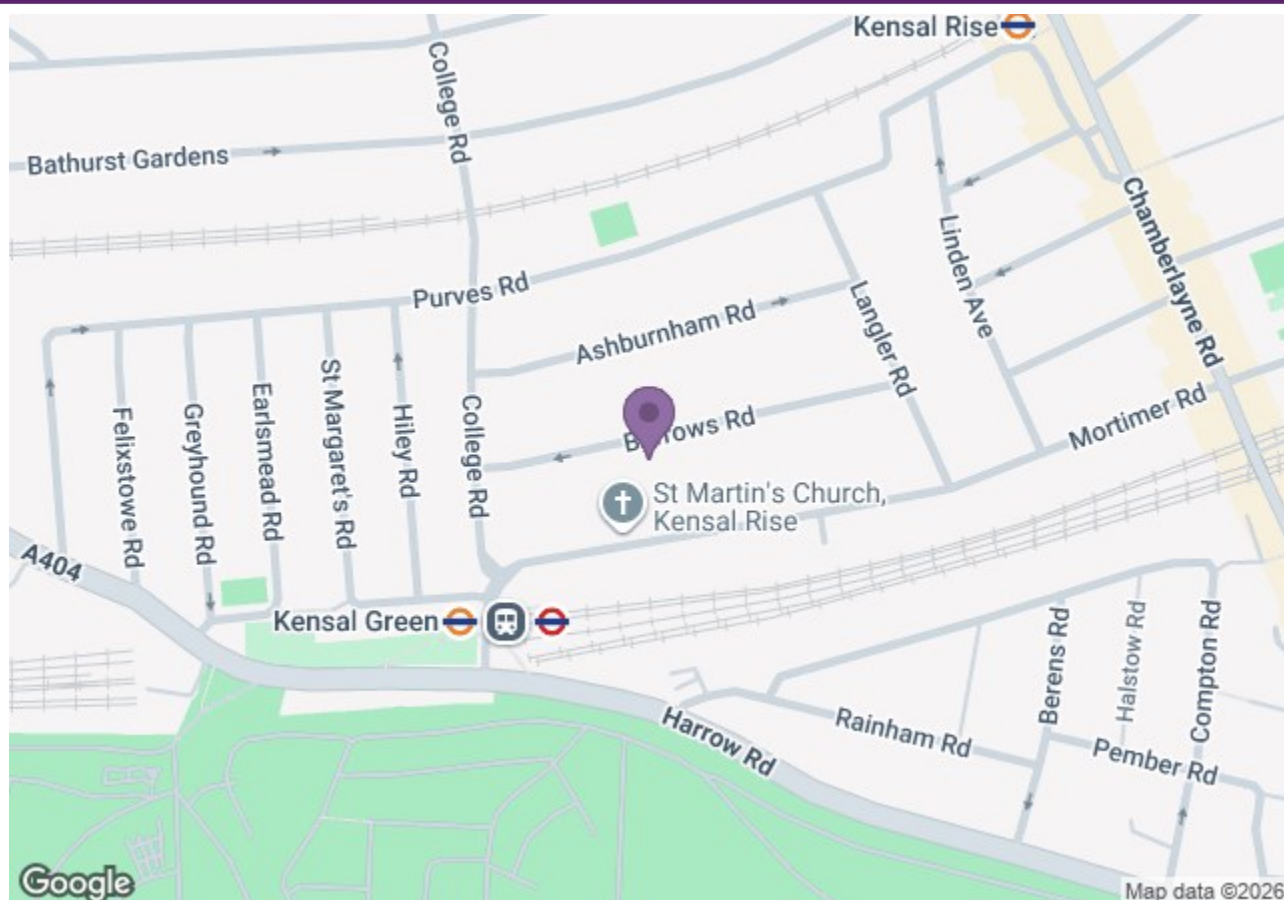 Kensal Rise
College Rd
Bathurst Gardens
Chamberlayne Rd
Linden Ave
Purves Rd
Langler Rd
Ashburnham Rd
Felixstowe Rd
Greyhound Rd
Earlsmead Rd
St Margaret's Rd
Hiley Rd
College Rd
Rd
Mortimer Rd
St Martin's Church,
Kensal Rise
A404
Kensal Green
Berens Rd
Halstow Rd
Compton Rd
Harrow Rd
Rainham Rd
Pember Rd
Google
Map data ©2026